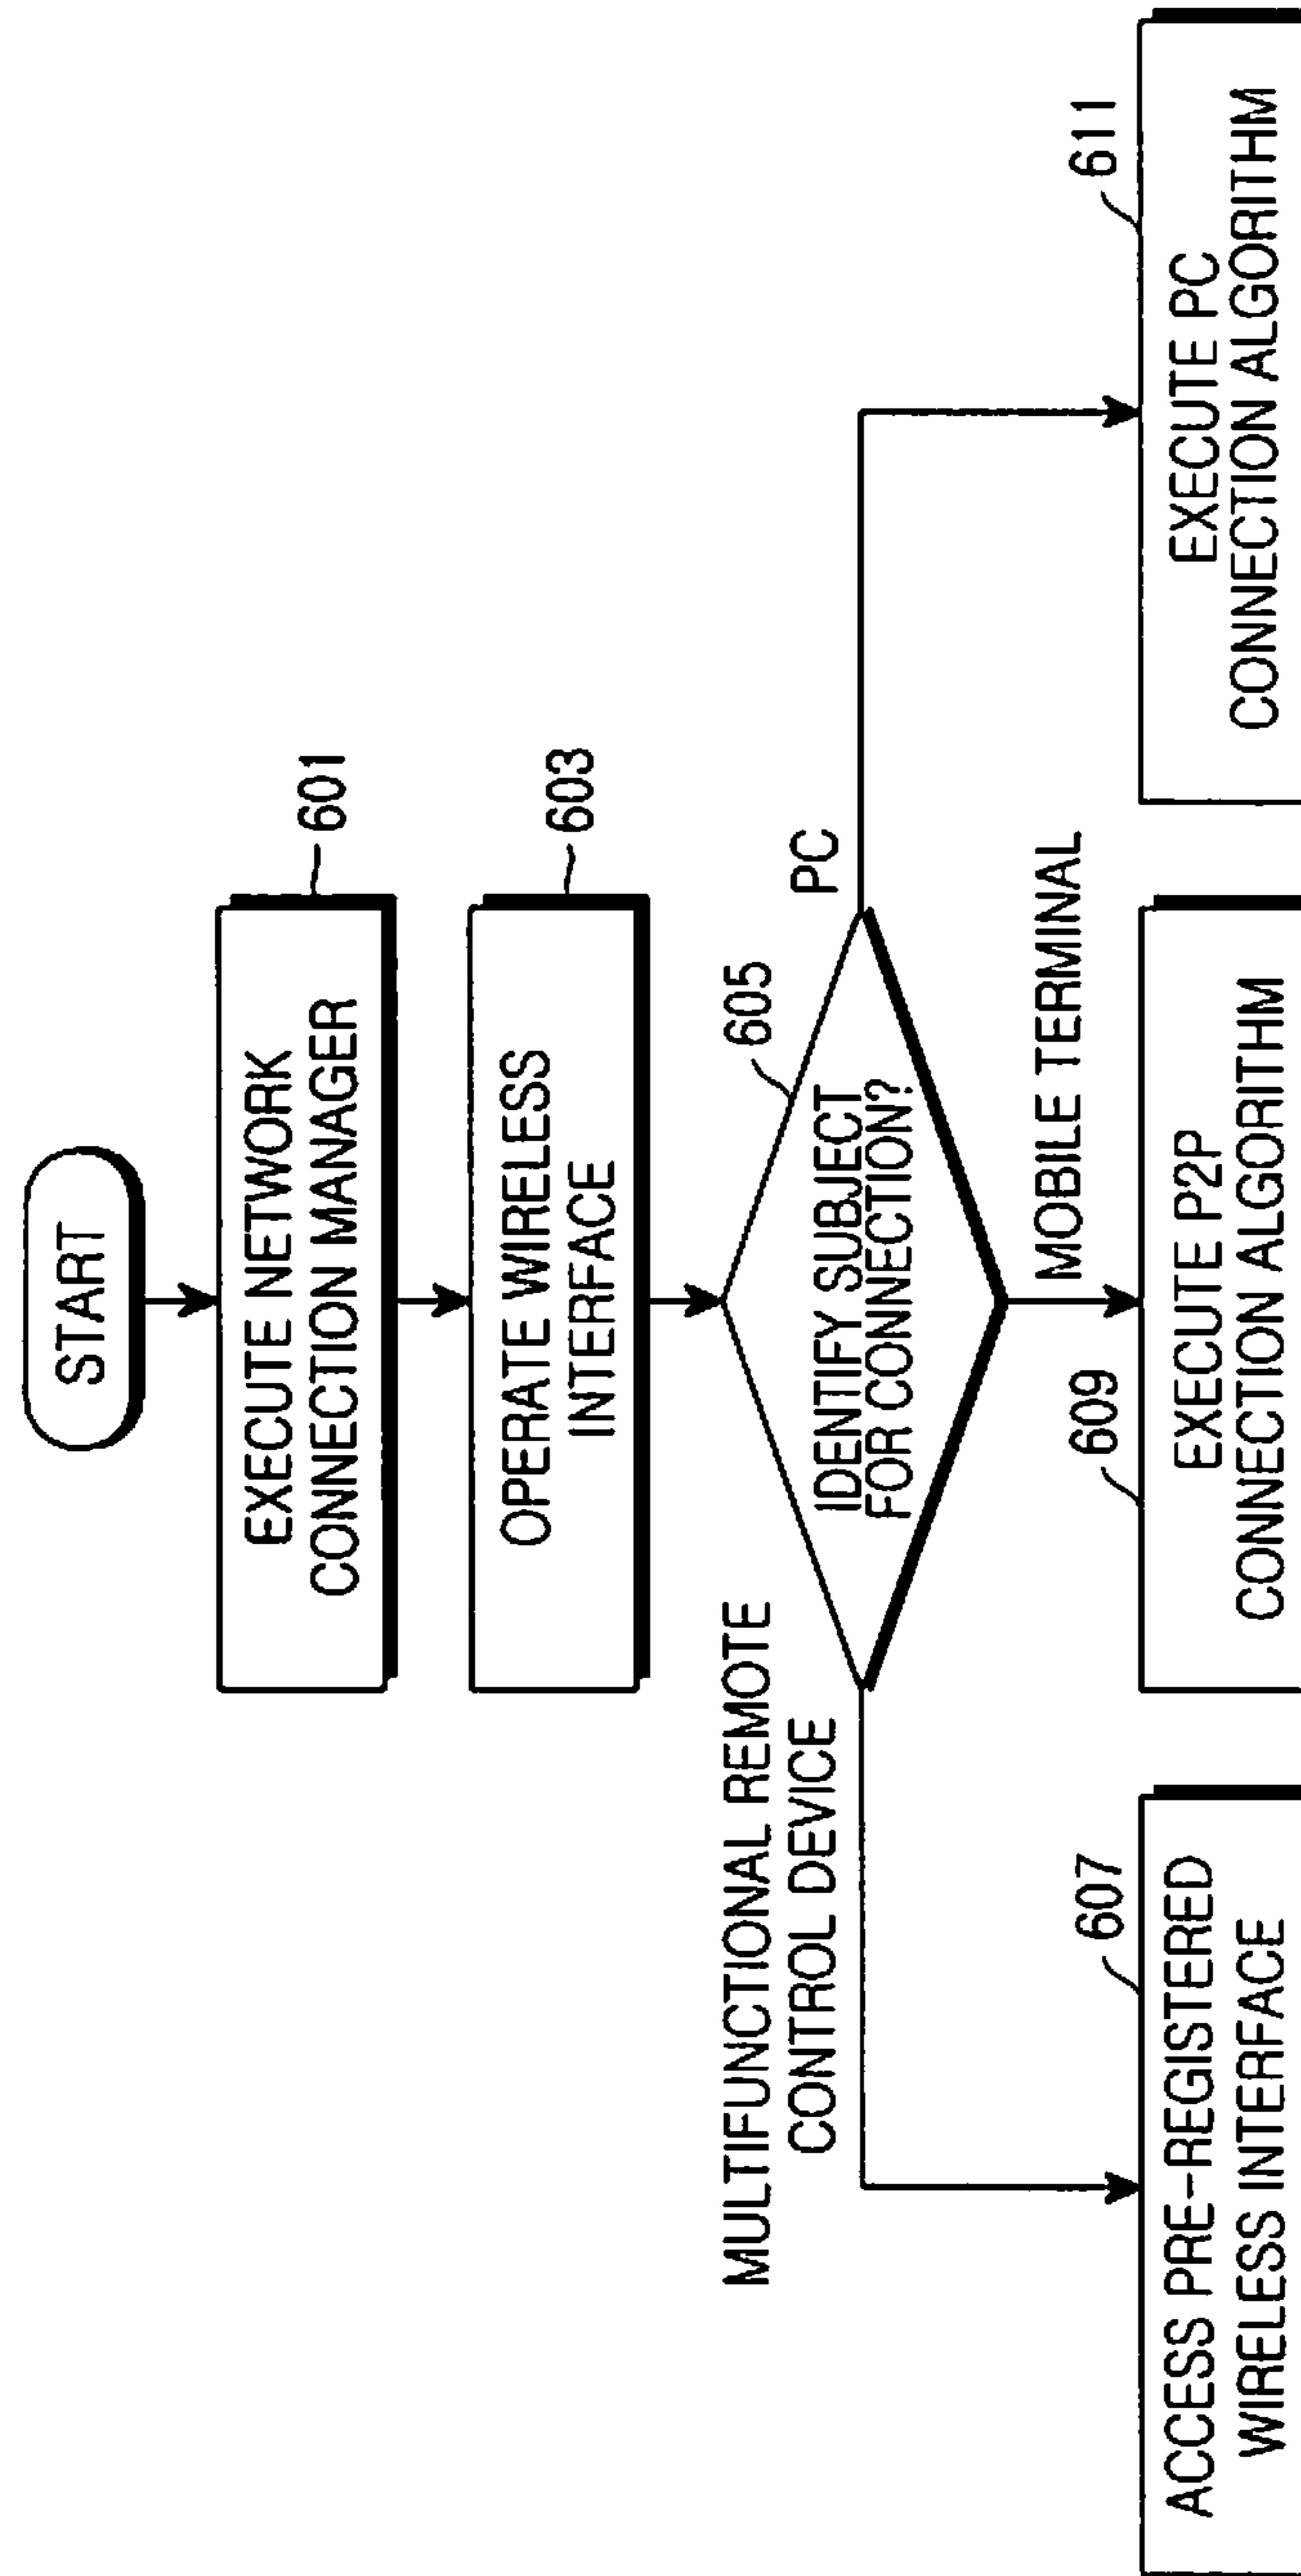 START
EXECUTE NETWORK
CONNECTION MANAGER
601
OPERATE WIRELESS
INTERFACE
603
605
IDENTIFY SUBJECT
FOR CONNECTION?
MULTIFUNCTIONAL REMOTE
CONTROL DEVICE
PC
MOBILE TERMINAL
607
ACCESS PRE-REGISTERED
WIRELESS INTERFACE
609
EXECUTE P2P
CONNECTION ALGORITHM
611
EXECUTE PC
CONNECTION ALGORITHM